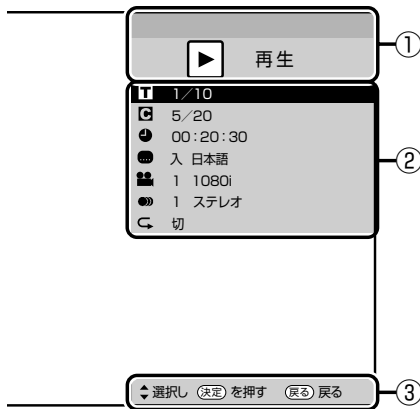 再生
①
T 1/10
C 5/20
00:20:30
入 日本語
②
1 1080i
1 ステレオ
切
選択し 決定 を押す 戻る 戻る
③